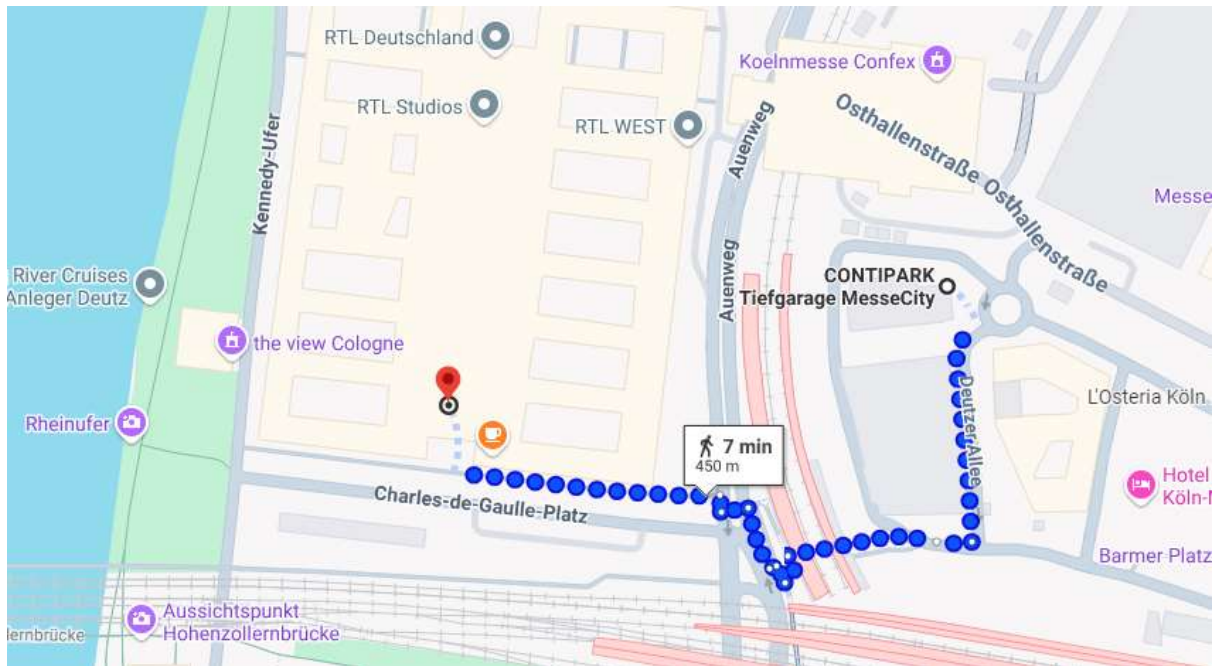 RTL Deutschland
Koelnmesse Confex
RTL Studios
RTL WEST
Auenweg
Osthallenstraße Osthallenstraße
Kennedy-Ufer
Messe
Auenweg
River Cruises
Anleger Deutz
CONTIPARK
Tiefgarage MesseCity
the view Cologne
Deutzer Allee
L'Osteria Köln
Rheinufer
7 min
450 m
Charles-de-Gaulle-Platz
Hotel
Köln-M
Barmer Platz
Aussichtspunkt
Hohenzollernbrücke
lernbrücke